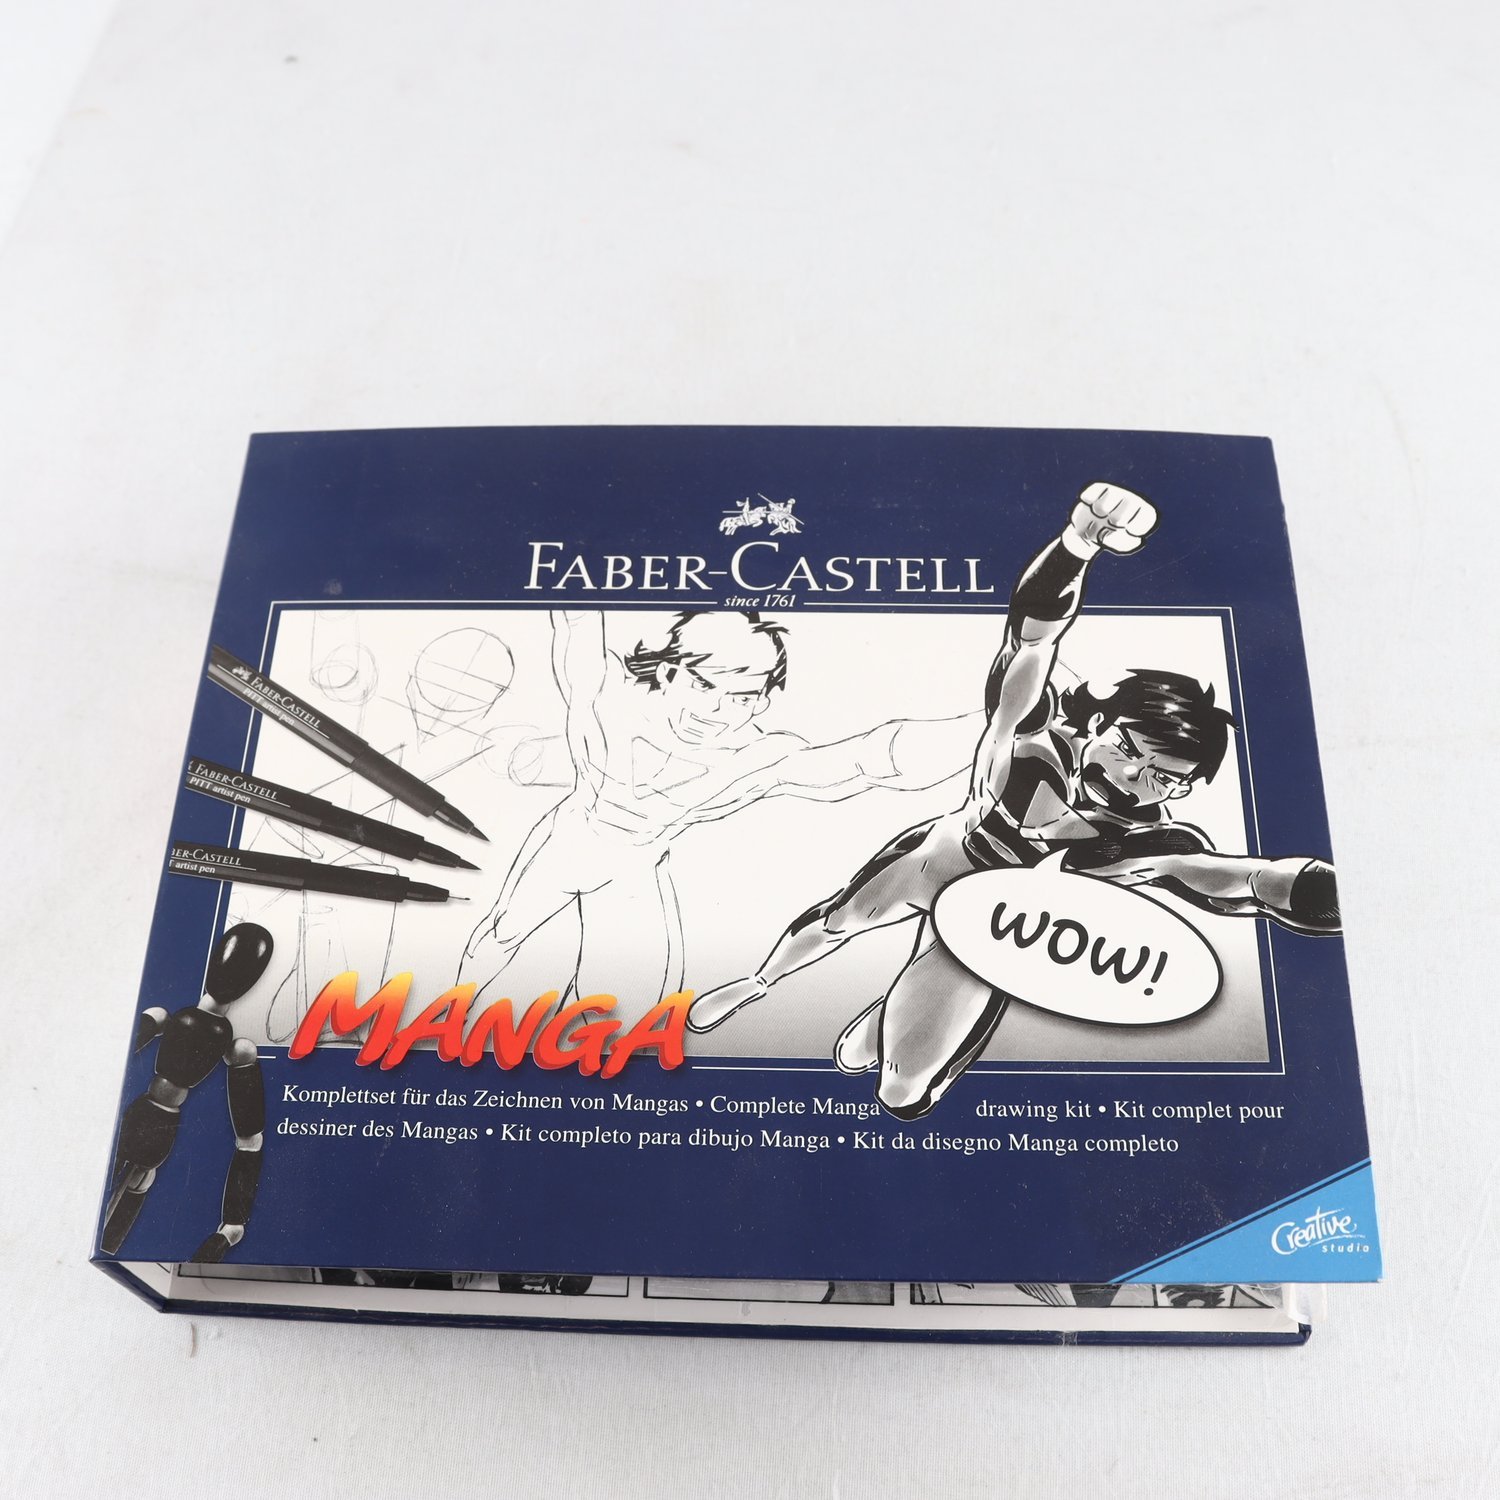 FABER-CASTELL
since 1761
FABER-CASTELL
PITT artist pen
FABER-CASTELL
PITT artist pen
BER-CASTELL
artist pen
WOW!
MANGA
Komplettset für das Zeichnen von Mangas • Complete Manga drawing kit • Kit complet pour
dessiner des Mangas • Kit completo para dibujo Manga • Kit da disegno Manga completo
Creative
studio